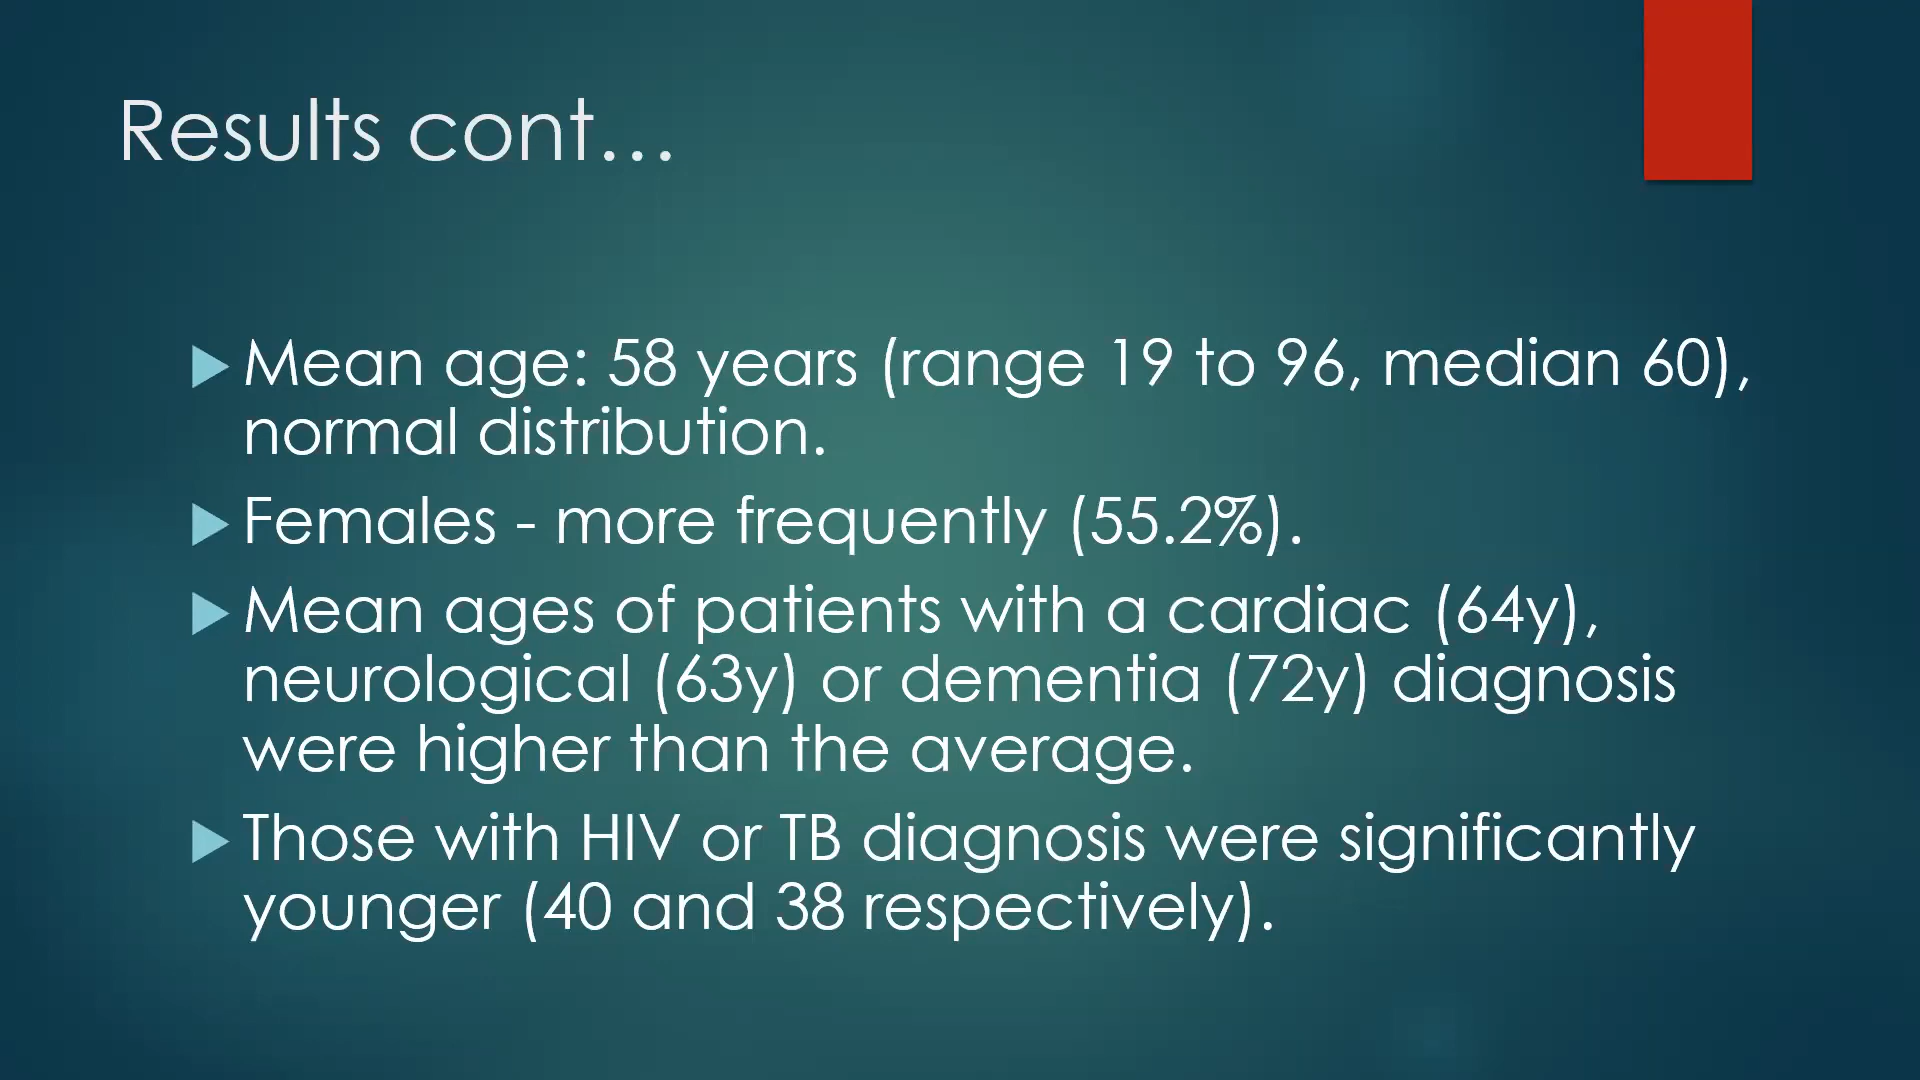 Results cont…
Mean age: 58 years (range 19 to 96, median 60),
normal distribution.
Females - more frequently (55.2%).
Mean ages of patients with a cardiac (64y),
neurological (63y) or dementia (72y) diagnosis
were higher than the average.
Those with HIV or TB diagnosis were significantly
younger (40 and 38 respectively).